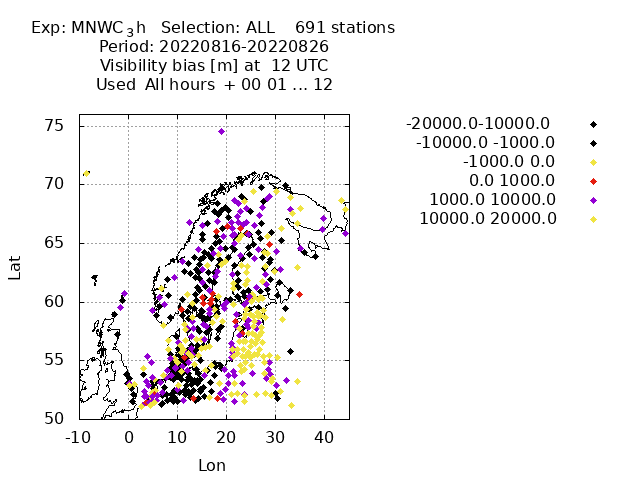 Exp: MNWC_3h Selection: ALL 691 stations
Period: 20220816-20220826
Visibility bias [m] at 12 UTC
Used All hours + 00 01 ... 12
-20000.0-10000.0
-10000.0 -1000.0
-1000.0 0.0
0.0 1000.0
1000.0 10000.0
10000.0 20000.0
75
70
65
60
55
50
Lat
-10 0 10 20 30 40
Lon